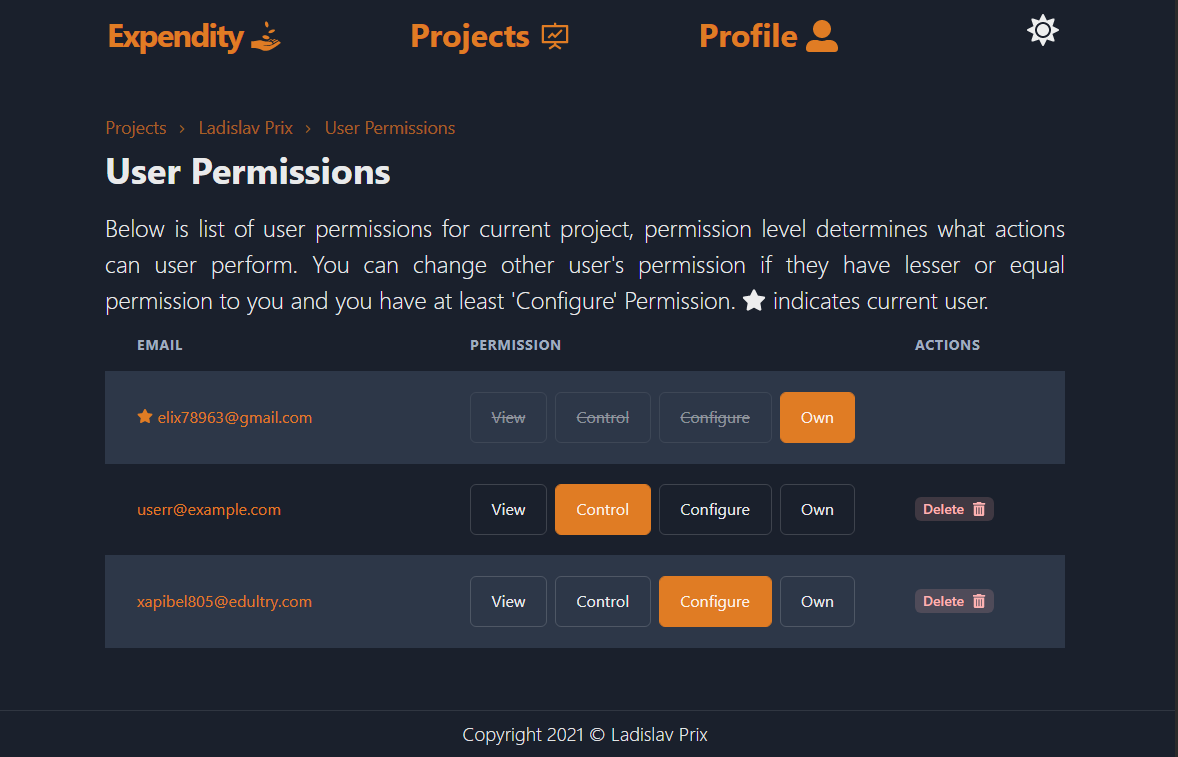 Expendity Projects Profile
Projects > Ladislav Prix > User Permissions
User Permissions
Below is list of user permissions for current project, permission level determines what actions
can user perform. You can change other user's permission if they have lesser or equal
permission to you and you have at least 'Configure' Permission. ★ indicates current user.
EMAIL PERMISSION ACTIONS
★ elix78963@gmail.com View Control Configure Own
userr@example.com View Control Configure Own Delete
xapibel805@edultry.com View Control Configure Own Delete
Copyright 2021 © Ladislav Prix